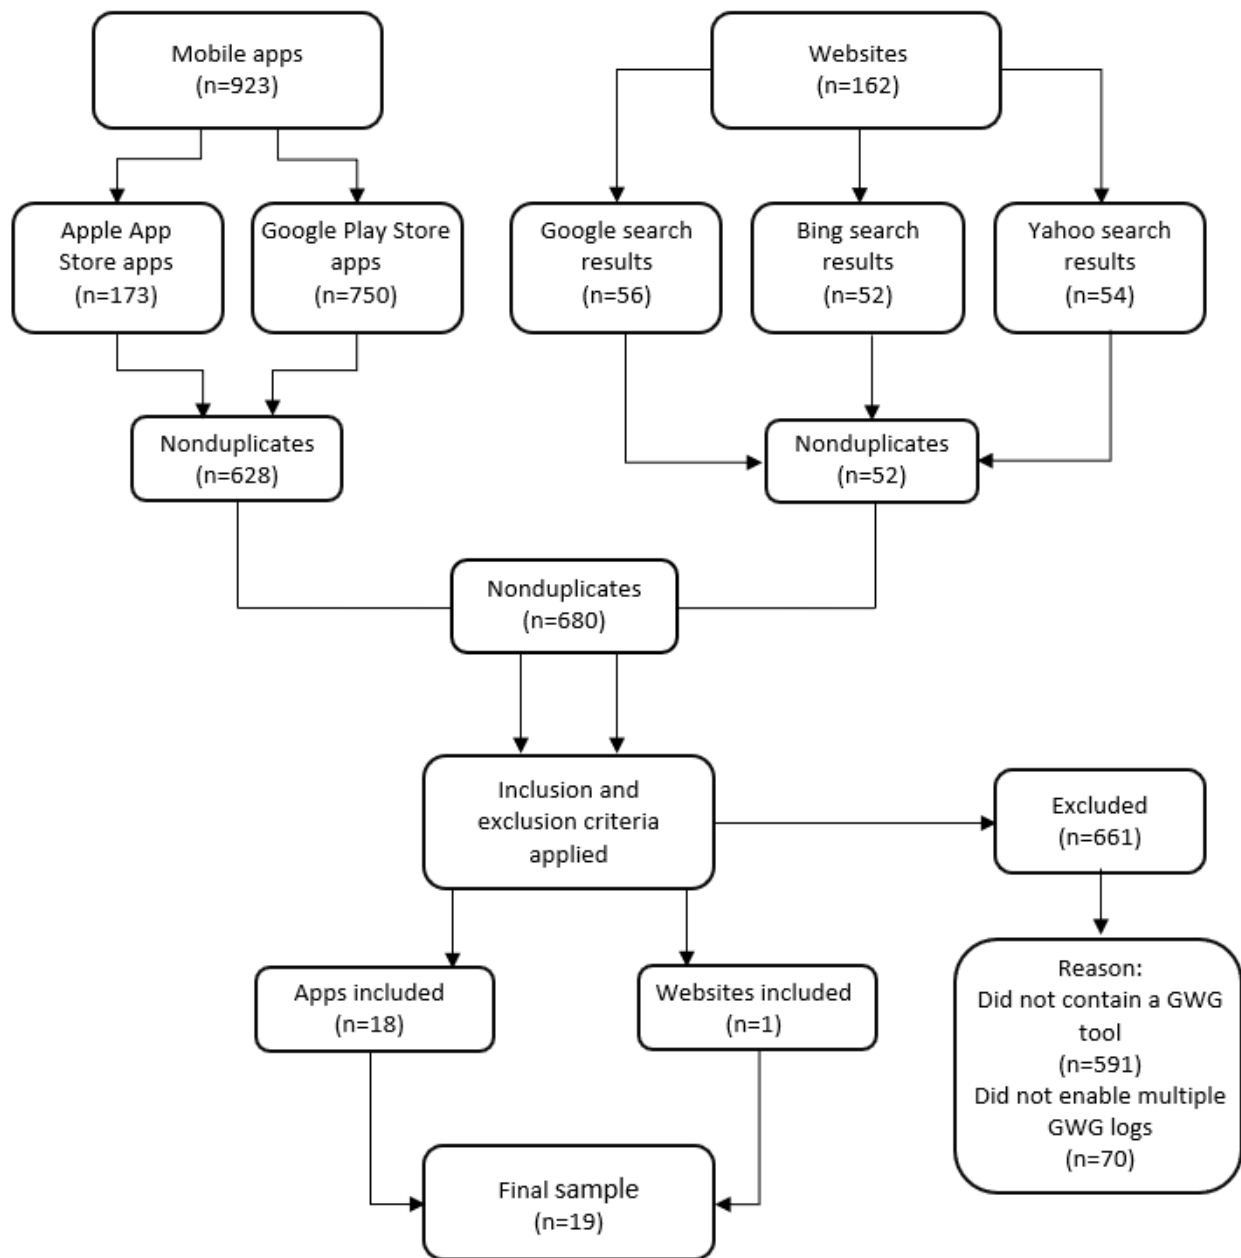 Mobile apps
(n=923)
Websites
(n=162)
Apple App
Store apps
(n=173)
Google Play Store
apps
(n=750)
Google search
results
(n=56)
Bing search
results
(n=52)
Yahoo search
results
(n=54)
Nonduplicates
(n=628)
Nonduplicates
(n=52)
Nonduplicates
(n=680)
Inclusion and
exclusion criteria
applied
Excluded
(n=661)
Reason:
Did not contain a GWG
tool
(n=591)
Did not enable multiple
GWG logs
(n=70)
Apps included
(n=18)
Websites included
(n=1)
Final sample
(n=19)